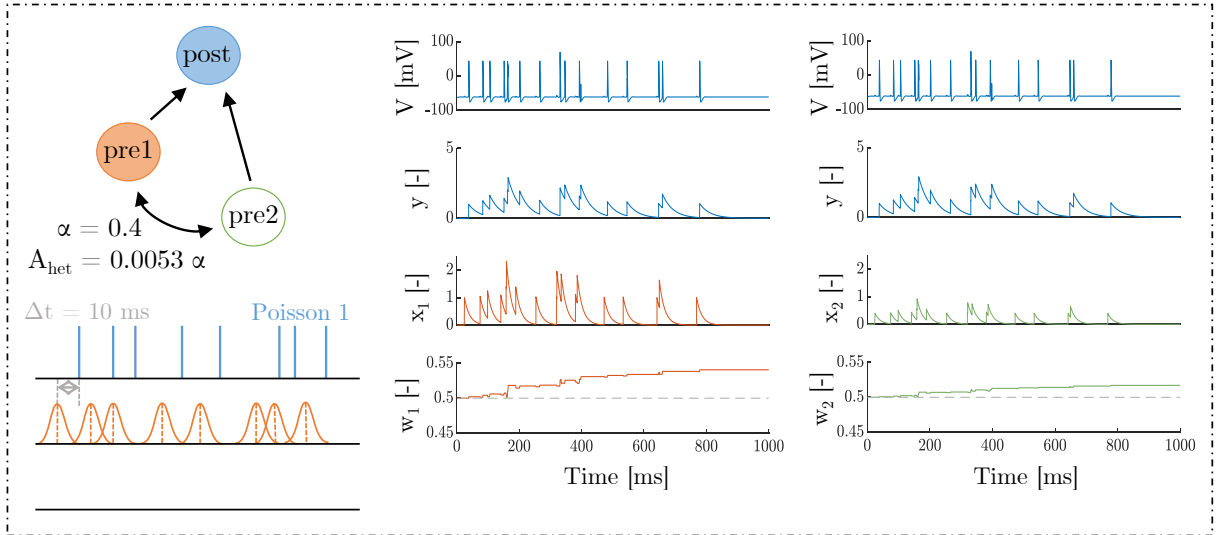 post
pre1
pre2
α = 0.4
A_het = 0.0053 α
Δt = 10 ms
Poisson 1
V [mV]
100
0
-100
y [-]
5
0
x_1 [-]
2
1
0
w_1 [-]
0.55
0.5
0.45
0 200 400 600 800 1000
Time [ms]
V [mV]
100
0
-100
y [-]
5
0
x_2 [-]
2
1
0
w_2 [-]
0.55
0.5
0.45
0 200 400 600 800 1000
Time [ms]